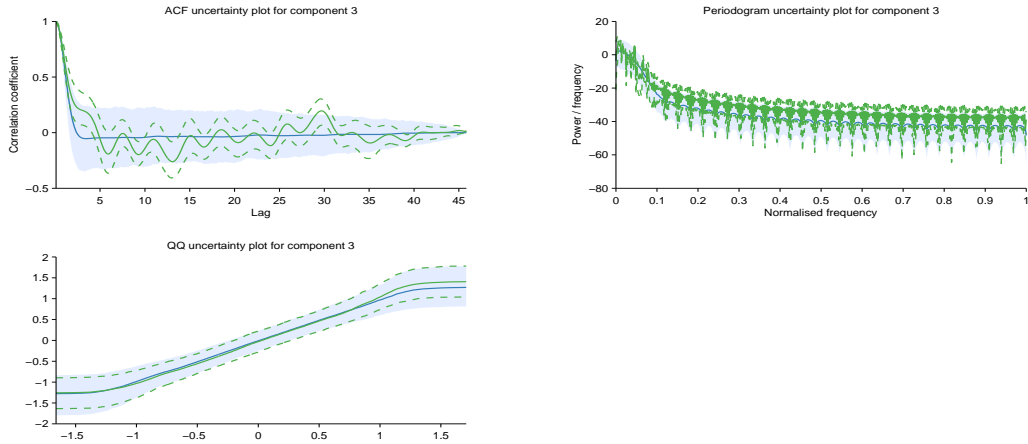 ACF uncertainty plot for component 3
1
0.5
0
−0.5
Correlation coefficient
5 10 15 20 25 30 35 40 45
Lag
Periodogram uncertainty plot for component 3
20
0
−20
−40
−60
−80
Power / frequency
0 0.1 0.2 0.3 0.4 0.5 0.6 0.7 0.8 0.9 1
Normalised frequency
QQ uncertainty plot for component 3
2
1.5
1
0.5
0
−0.5
−1
−1.5
−2
−1.5 −1 −0.5 0 0.5 1 1.5